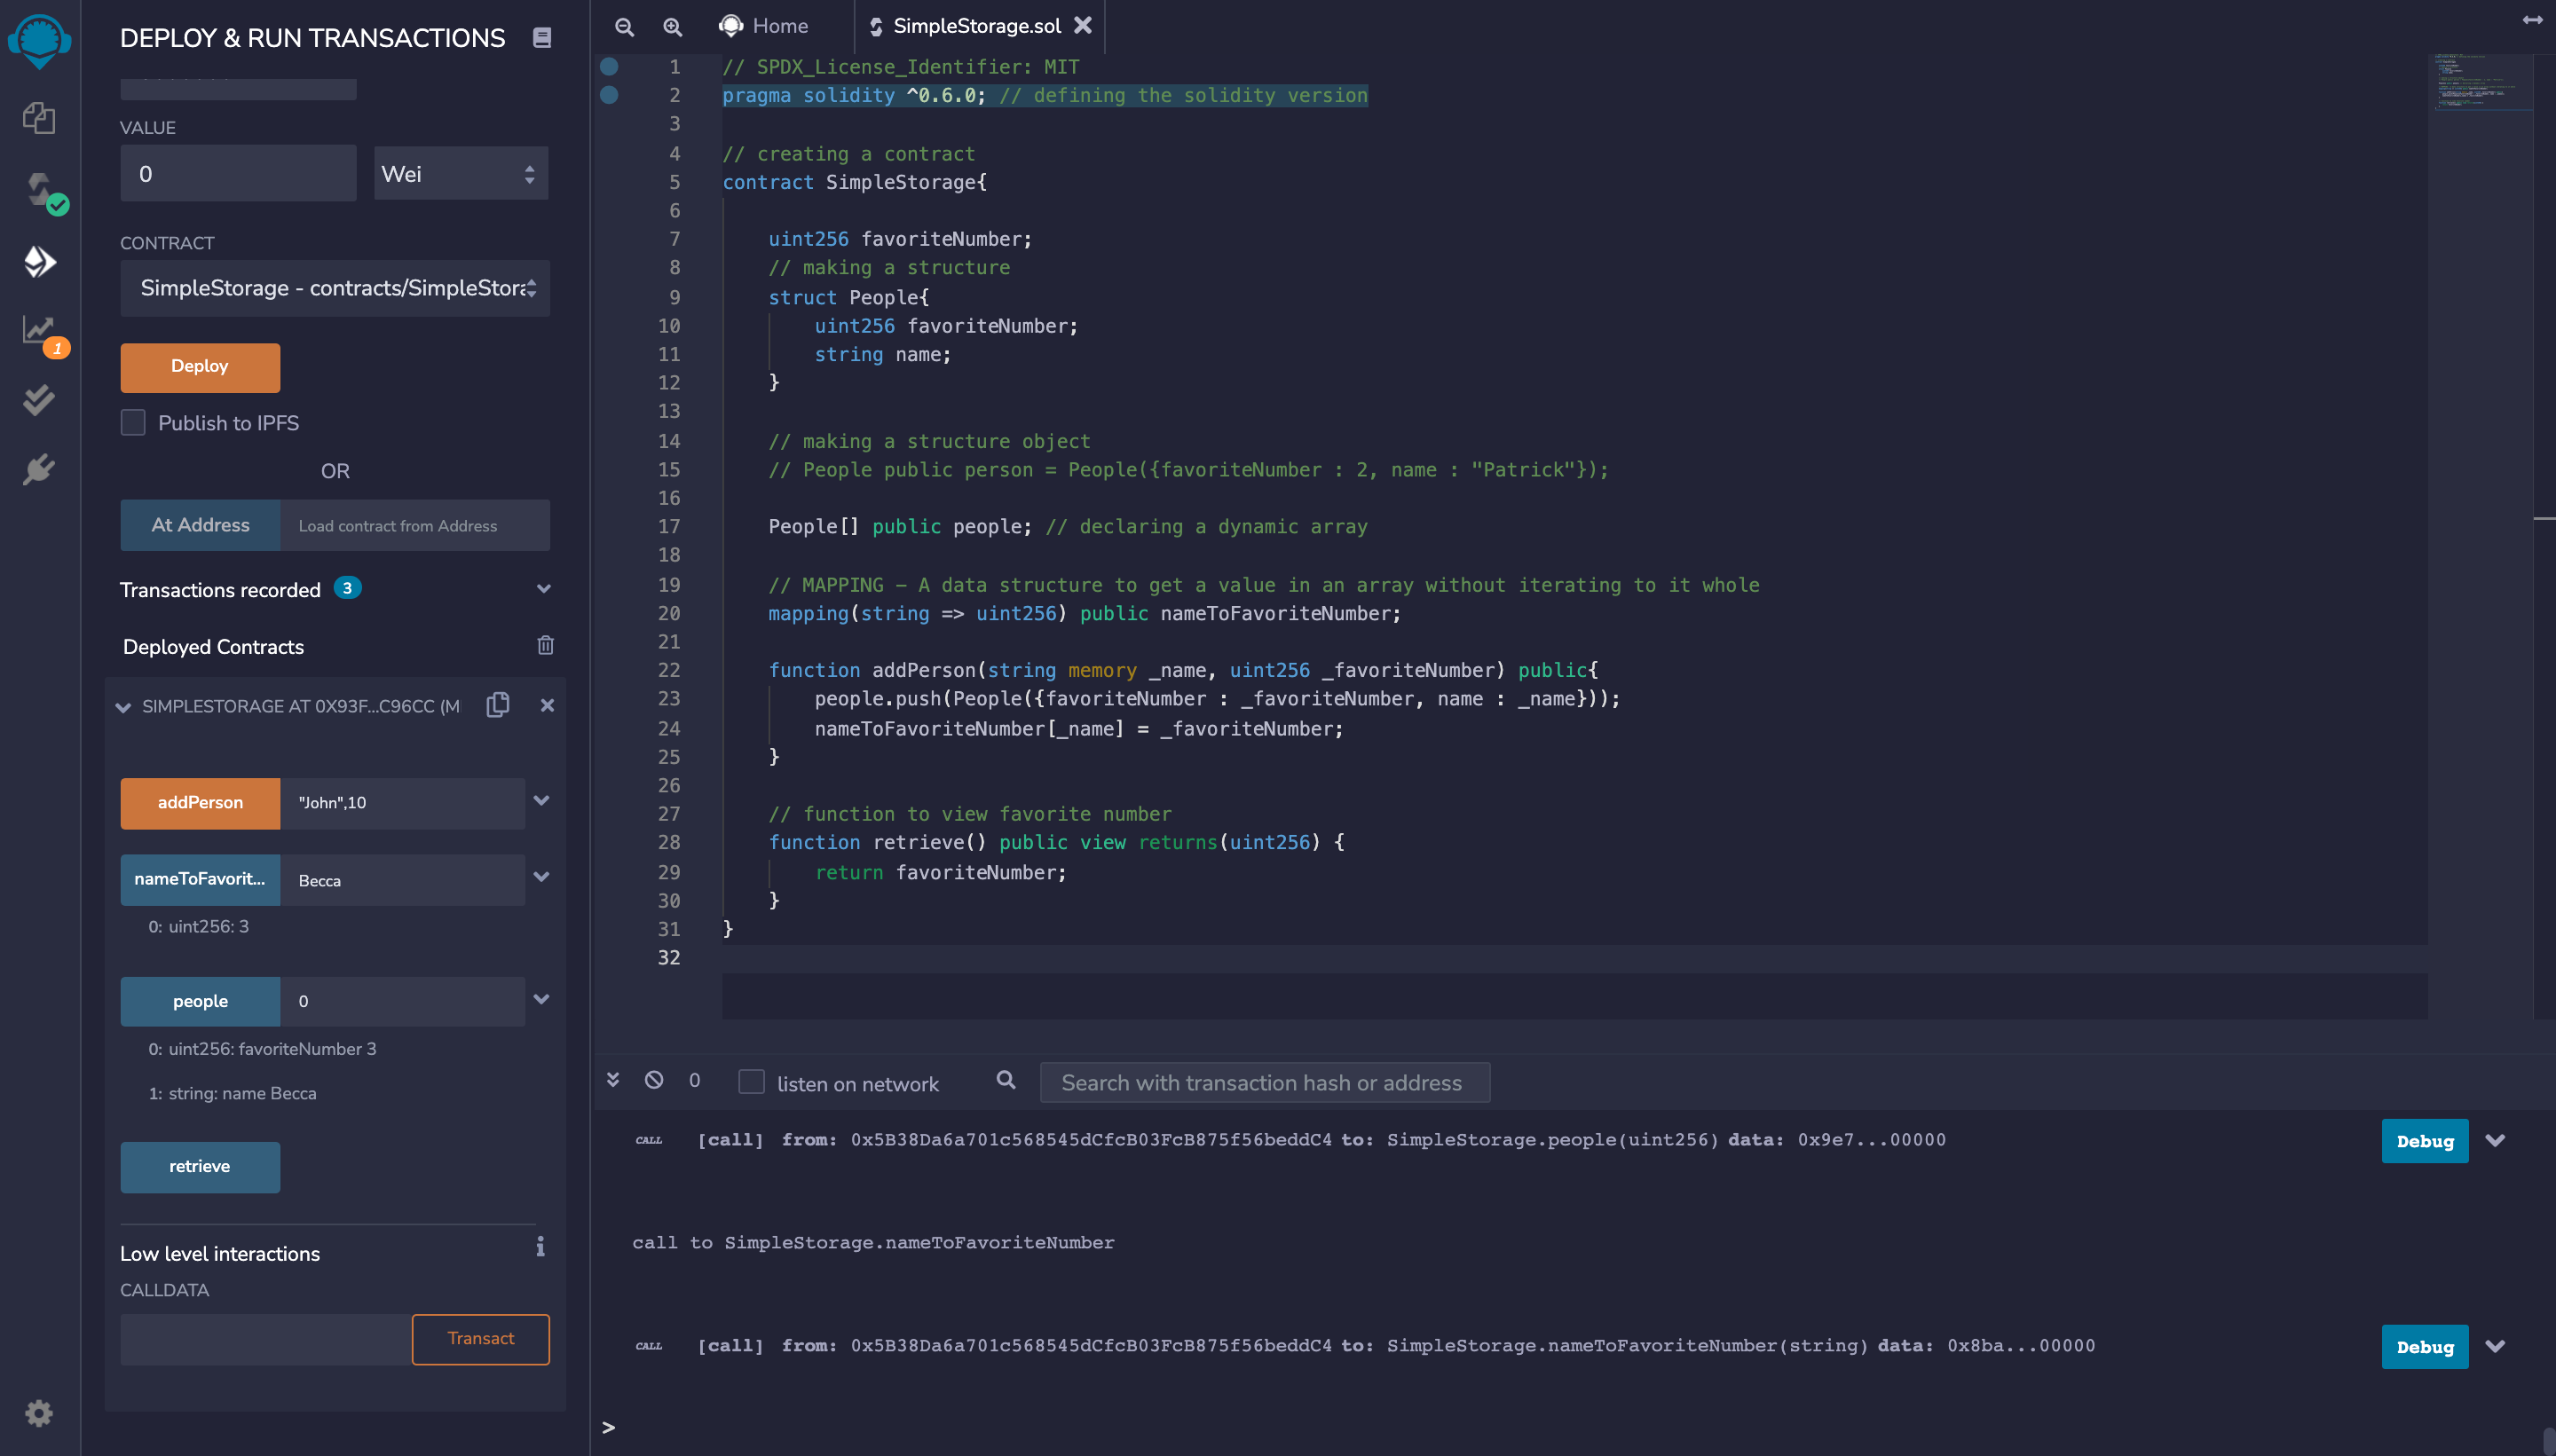 DEPLOY & RUN TRANSACTIONS
VALUE
0
Wei
CONTRACT
SimpleStorage - contracts/SimpleStora
Deploy
Publish to IPFS
OR
At Address
Load contract from Address
Transactions recorded 3
Deployed Contracts
SIMPLESTORAGE AT 0X93F...C96CC (M
addPerson
"John",10
nameToFavorit...
Becca
0: uint256: 3
people
0
0: uint256: favoriteNumber 3
1: string: name Becca
retrieve
Low level interactions
i
CALLDATA
Transact
1
Home
SimpleStorage.sol
1 // SPDX_License_Identifier: MIT
2 pragma solidity ^0.6.0; // defining the solidity version
3
4 // creating a contract
5 contract SimpleStorage{
6
7 uint256 favoriteNumber;
8 // making a structure
9 struct People{
10 uint256 favoriteNumber;
11 string name;
12 }
13
14 // making a structure object
15 // People public person = People({favoriteNumber : 2, name : "Patrick"});
16
17 People[] public people; // declaring a dynamic array
18
19 // MAPPING - A data structure to get a value in an array without iterating to it whole
20 mapping(string => uint256) public nameToFavoriteNumber;
21
22 function addPerson(string memory _name, uint256 _favoriteNumber) public{
23 people.push(People({favoriteNumber : _favoriteNumber, name : _name}));
24 nameToFavoriteNumber[_name] = _favoriteNumber;
25 }
26
27 // function to view favorite number
28 function retrieve() public view returns(uint256) {
29 return favoriteNumber;
30 }
31 }
32
0
listen on network
Search with transaction hash or address
CALL [call] from: 0x5B38Da6a701c568545dCfcB03FcB875f56beddC4 to: SimpleStorage.people(uint256) data: 0x9e7...00000
Debug
call to SimpleStorage.nameToFavoriteNumber
CALL [call] from: 0x5B38Da6a701c568545dCfcB03FcB875f56beddC4 to: SimpleStorage.nameToFavoriteNumber(string) data: 0x8ba...00000
Debug
>